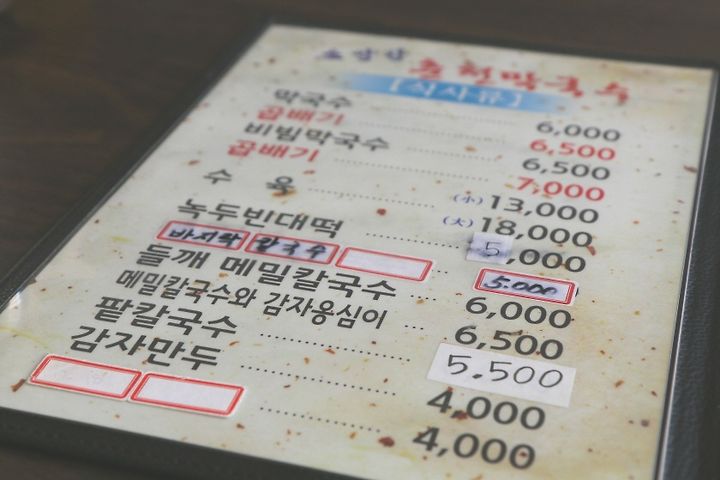 춘천막국수
[식사류]
막국수 6,000
곱배기 6,500
비빔막국수 6,500
곱배기 7,000
수 육 (小) 13,000
(大) 18,000
녹두빈대떡 5,000
바지락 칼국수 5.000
들깨 메밀칼국수 6,000
메밀칼국수와 감자옹심이 6,500
팥칼국수 5,500
감자만두 4,000
4,000